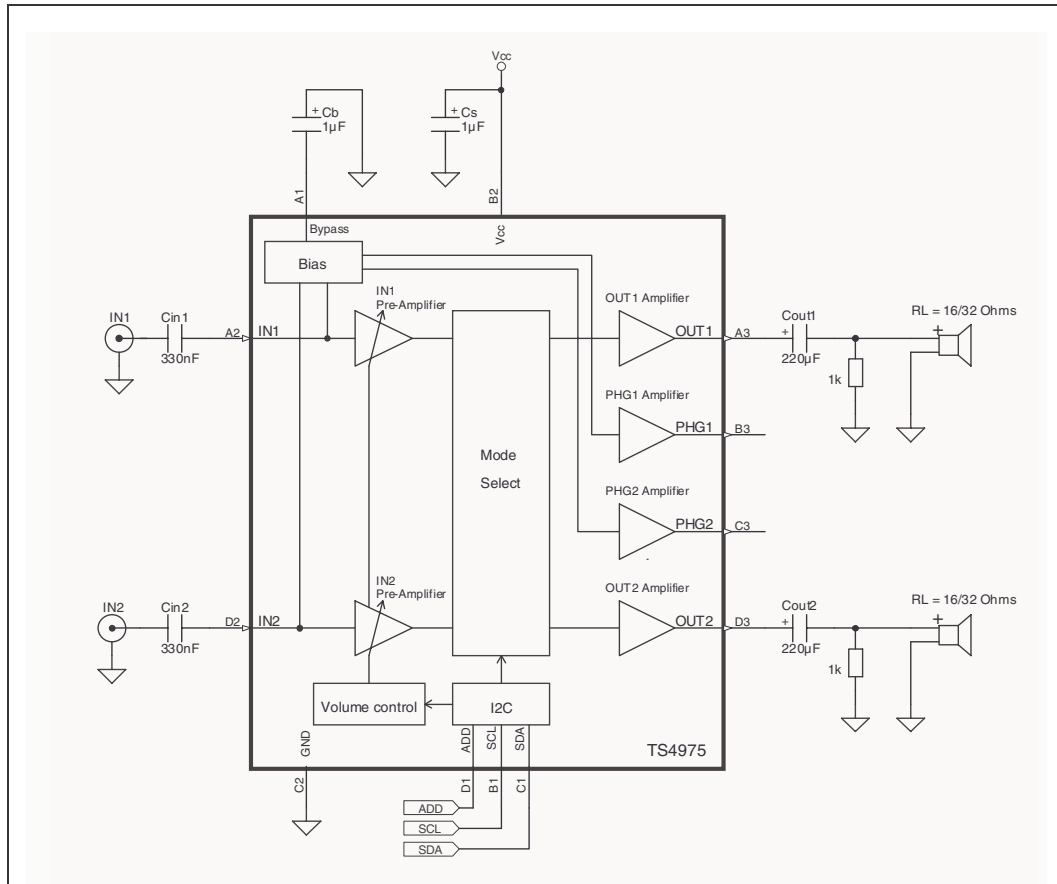 Vcc
+ Cb
1µF
+ Cs
1µF
A1
B2
Bypass
Vcc
Bias
IN1
Pre-Amplifier
OUT1 Amplifier
IN1
Cin1
330nF
A2
IN1
OUT1
A3
Cout1
+
220µF
1k
RL = 16/32 Ohms
+
PHG1 Amplifier
PHG1
B3
Mode
Select
PHG2 Amplifier
PHG2
C3
IN2
Pre-Amplifier
OUT2 Amplifier
IN2
Cin2
330nF
D2
IN2
OUT2
D3
Cout2
+
220µF
1k
RL = 16/32 Ohms
+
Volume control
I2C
GND
ADD
SCL
SDA
TS4975
C2
D1
B1
C1
ADD
SCL
SDA